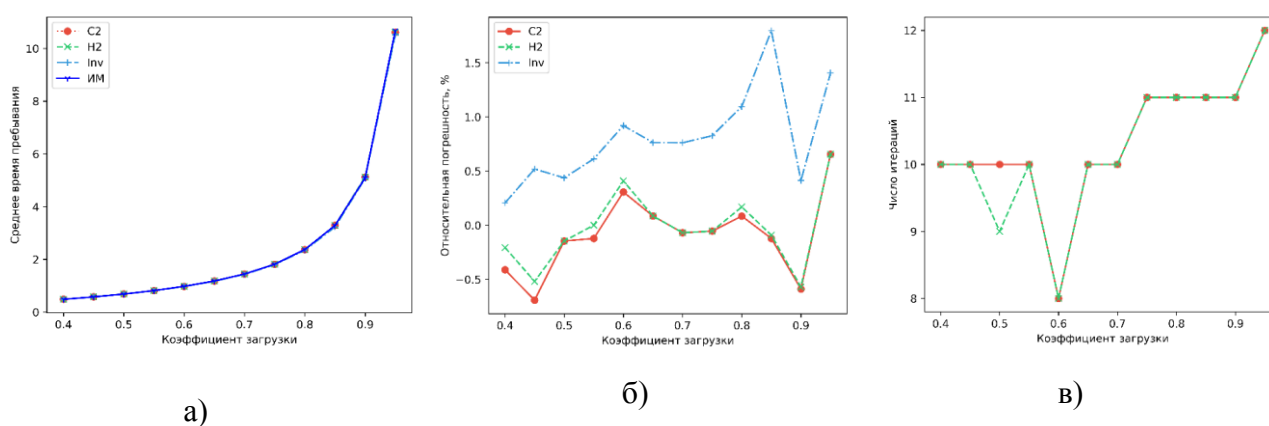 C2
H2
Inv
ИМ
10
8
6
4
2
0
Среднее время пребывания
0.4 0.5 0.6 0.7 0.8 0.9
Коэффициент загрузки
а)
C2
H2
Inv
1.5
1.0
0.5
0.0
−0.5
Относительная погрешность, %
0.4 0.5 0.6 0.7 0.8 0.9
Коэффициент загрузки
б)
12
11
10
9
8
Число итераций
0.4 0.5 0.6 0.7 0.8 0.9
Коэффициент загрузки
в)